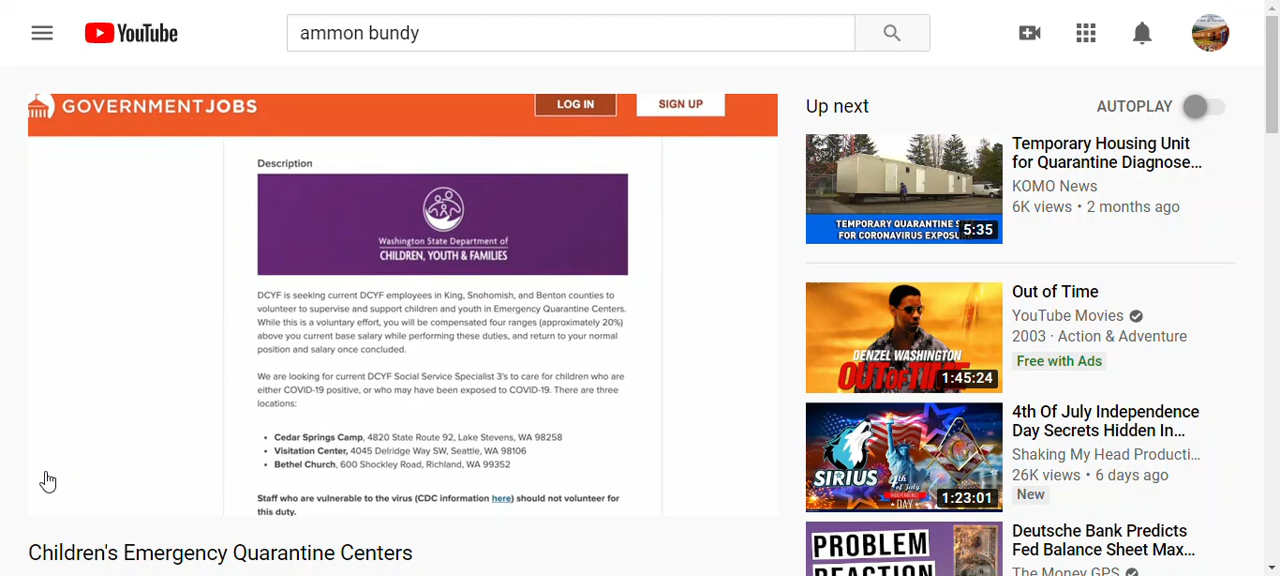 YouTube
ammon bundy
GOVERNMENTJOBS
LOG IN
SIGN UP
Description
Washington State Department of
CHILDREN, YOUTH & FAMILIES
DCYF is seeking current DCYF employees in King, Snohomish, and Benton counties to
volunteer to supervise and support children and youth in Emergency Quarantine Centers.
While this is a voluntary effort, you will be compensated four ranges (approximately 20%)
above you current base salary while performing these duties, and return to your normal
position and salary once concluded.
We are looking for current DCYF Social Service Specialist 3's to care for children who are
either COVID-19 positive, or who may have been exposed to COVID-19. There are three
locations:
• Cedar Springs Camp, 4820 State Route 92, Lake Stevens, WA 98258
• Visitation Center, 4045 Delridge Way SW, Seattle, WA 98106
• Bethel Church, 600 Shockley Road, Richland, WA 99352
Staff who are vulnerable to the virus (CDC information here) should not volunteer for
this duty.
Children's Emergency Quarantine Centers
Up next
AUTOPLAY
TEMPORARY QUARANTINE S
FOR CORONAVIRUS EXPOSU
5:35
Temporary Housing Unit
for Quarantine Diagnose...
KOMO News
6K views • 2 months ago
DENZEL WASHINGTON
OUT OF TIME
1:45:24
Out of Time
YouTube Movies
2003 · Action & Adventure
Free with Ads
SIRIUS
4th OF JULY
INDEPENDENCE
DAY
1:23:01
4th Of July Independence
Day Secrets Hidden In...
Shaking My Head Producti...
26K views • 6 days ago
New
PROBLEM
REACTION
Deutsche Bank Predicts
Fed Balance Sheet Max...
The Money GPS